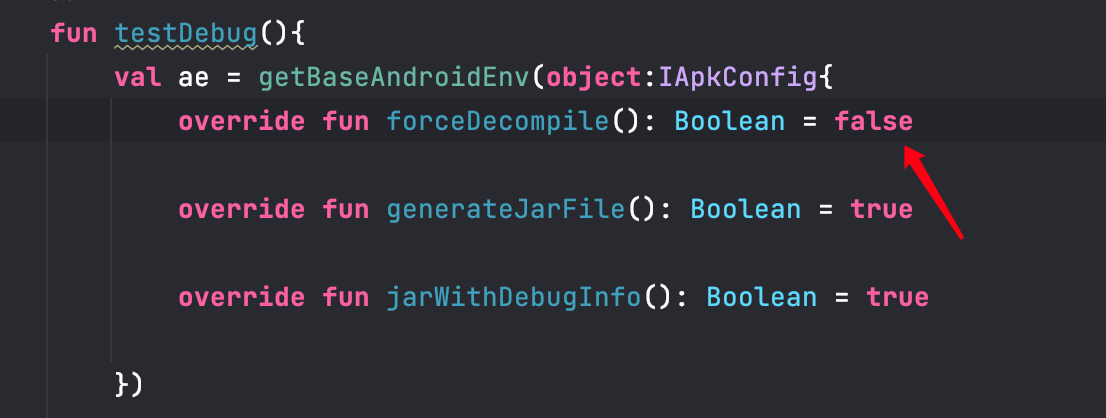 fun testDebug(){
val ae = getBaseAndroidEnv(object:IApkConfig{
override fun forceDecompile(): Boolean = false
override fun generateJarFile(): Boolean = true
override fun jarWithDebugInfo(): Boolean = true
})